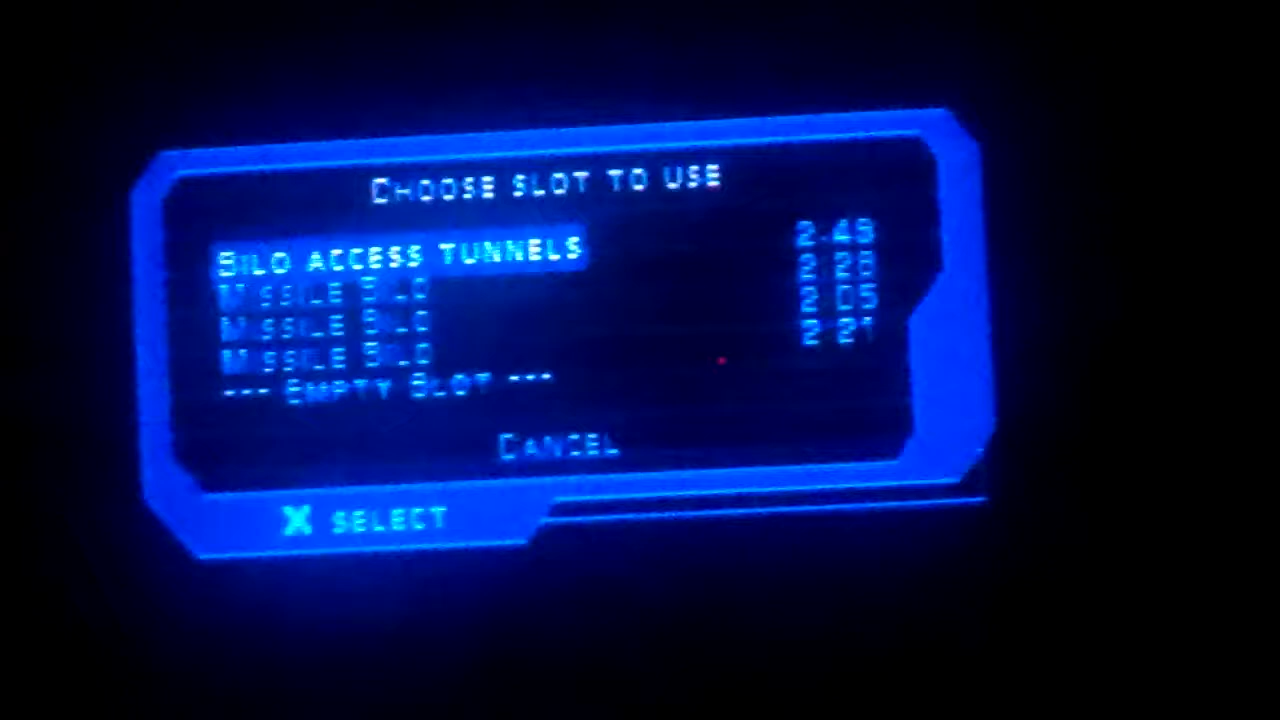 CHOOSE SLOT TO USE
SILO ACCESS TUNNELS 2:48
MISSILE SILO 2:28
MISSILE SILO 2:05
MISSILE SILO 2:21
--- EMPTY SLOT ---
CANCEL
X SELECT